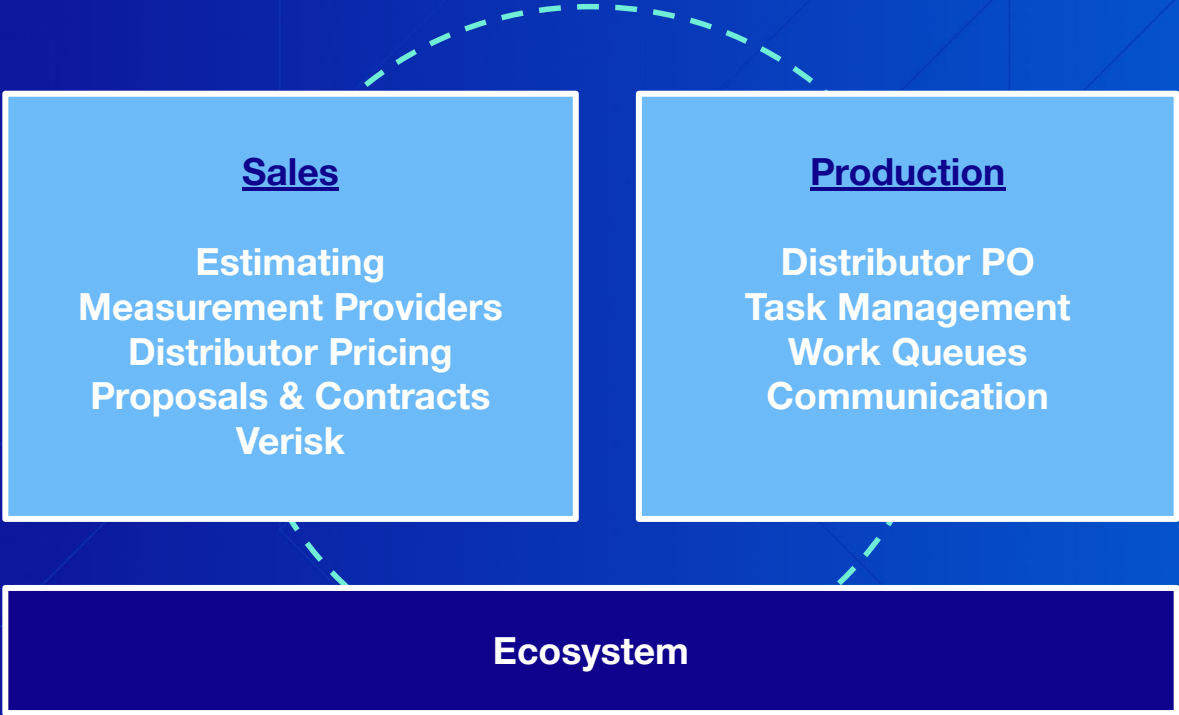 Sales
Estimating
Measurement Providers
Distributor Pricing
Proposals & Contracts
Verisk
Production
Distributor PO
Task Management
Work Queues
Communication
Ecosystem